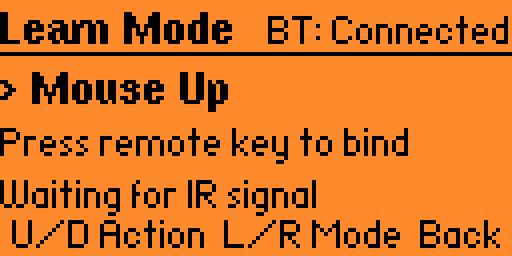 Learn Mode BT: Connected
> Mouse Up
Press remote key to bind
Waiting for IR signal
U/D Action L/R Mode Back